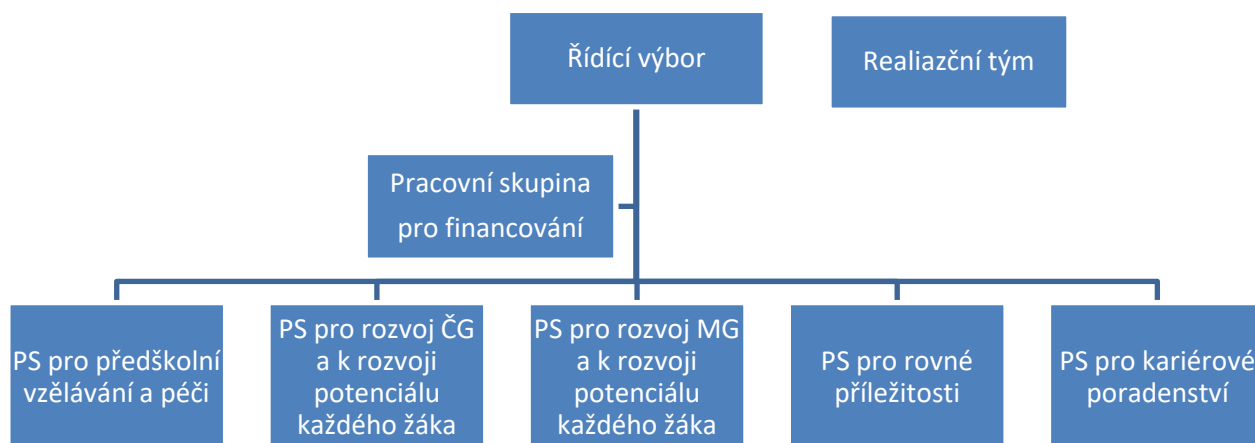 Řídící výbor
Realiazční tým
Pracovní skupina
pro financování
PS pro předškolní
vzělávání a péči
PS pro rozvoj ČG
a k rozvoji
potenciálu
každého žáka
PS pro rozvoj MG
a k rozvoji
potenciálu
každého žáka
PS pro rovné
příležitosti
PS pro kariérové
poradenství